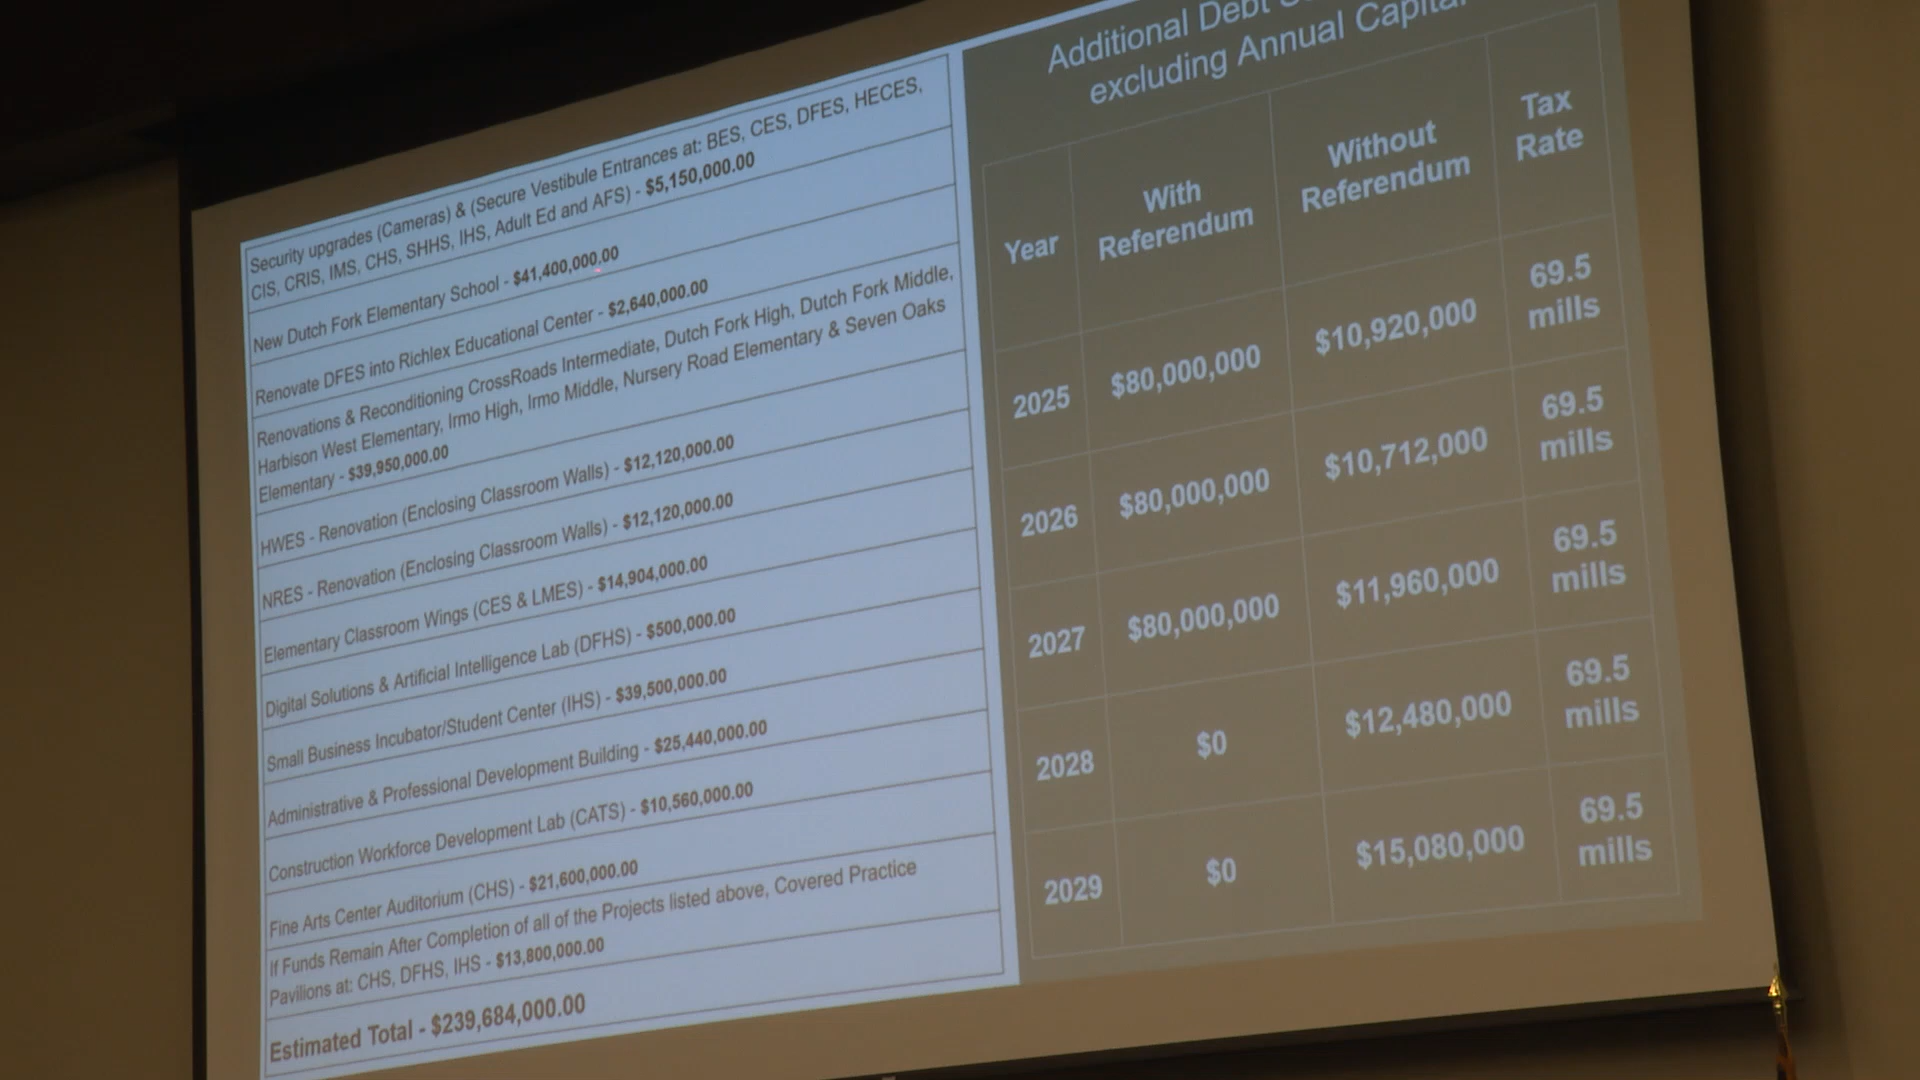 Security upgrades (Cameras) & (Secure Vestibule Entrances at: BES, CES, DFES, HECES,
CIS, CRIS, IMS, CHS, SHHS, IHS, Adult Ed and AFS) - $5,150,000.00
New Dutch Fork Elementary School - $41,400,000.00
Renovate DFES into Richlex Educational Center - $2,640,000.00
Renovations & Reconditioning CrossRoads Intermediate, Dutch Fork High, Dutch Fork Middle,
Harbison West Elementary, Irmo High, Irmo Middle, Nursery Road Elementary & Seven Oaks
Elementary - $39,950,000.00
HWES - Renovation (Enclosing Classroom Walls) - $12,120,000.00
NRES - Renovation (Enclosing Classroom Walls) - $12,120,000.00
Elementary Classroom Wings (CES & LMES) - $14,904,000.00
Digital Solutions & Artificial Intelligence Lab (DFHS) - $500,000.00
Small Business Incubator/Student Center (IHS) - $39,500,000.00
Administrative & Professional Development Building - $25,440,000.00
Construction Workforce Development Lab (CATS) - $10,560,000.00
Fine Arts Center Auditorium (CHS) - $21,600,000.00
If Funds Remain After Completion of all of the Projects listed above, Covered Practice
Pavilions at: CHS, DFHS, IHS - $13,800,000.00
Estimated Total - $239,684,000.00
Additional Debt
excluding Annual Capital
Year
With
Referendum
Without
Referendum
Tax
Rate
2025 $80,000,000 $10,920,000 69.5
mills
2026 $80,000,000 $10,712,000 69.5
mills
2027 $80,000,000 $11,960,000 69.5
mills
2028 $0 $12,480,000 69.5
mills
2029 $0 $15,080,000 69.5
mills